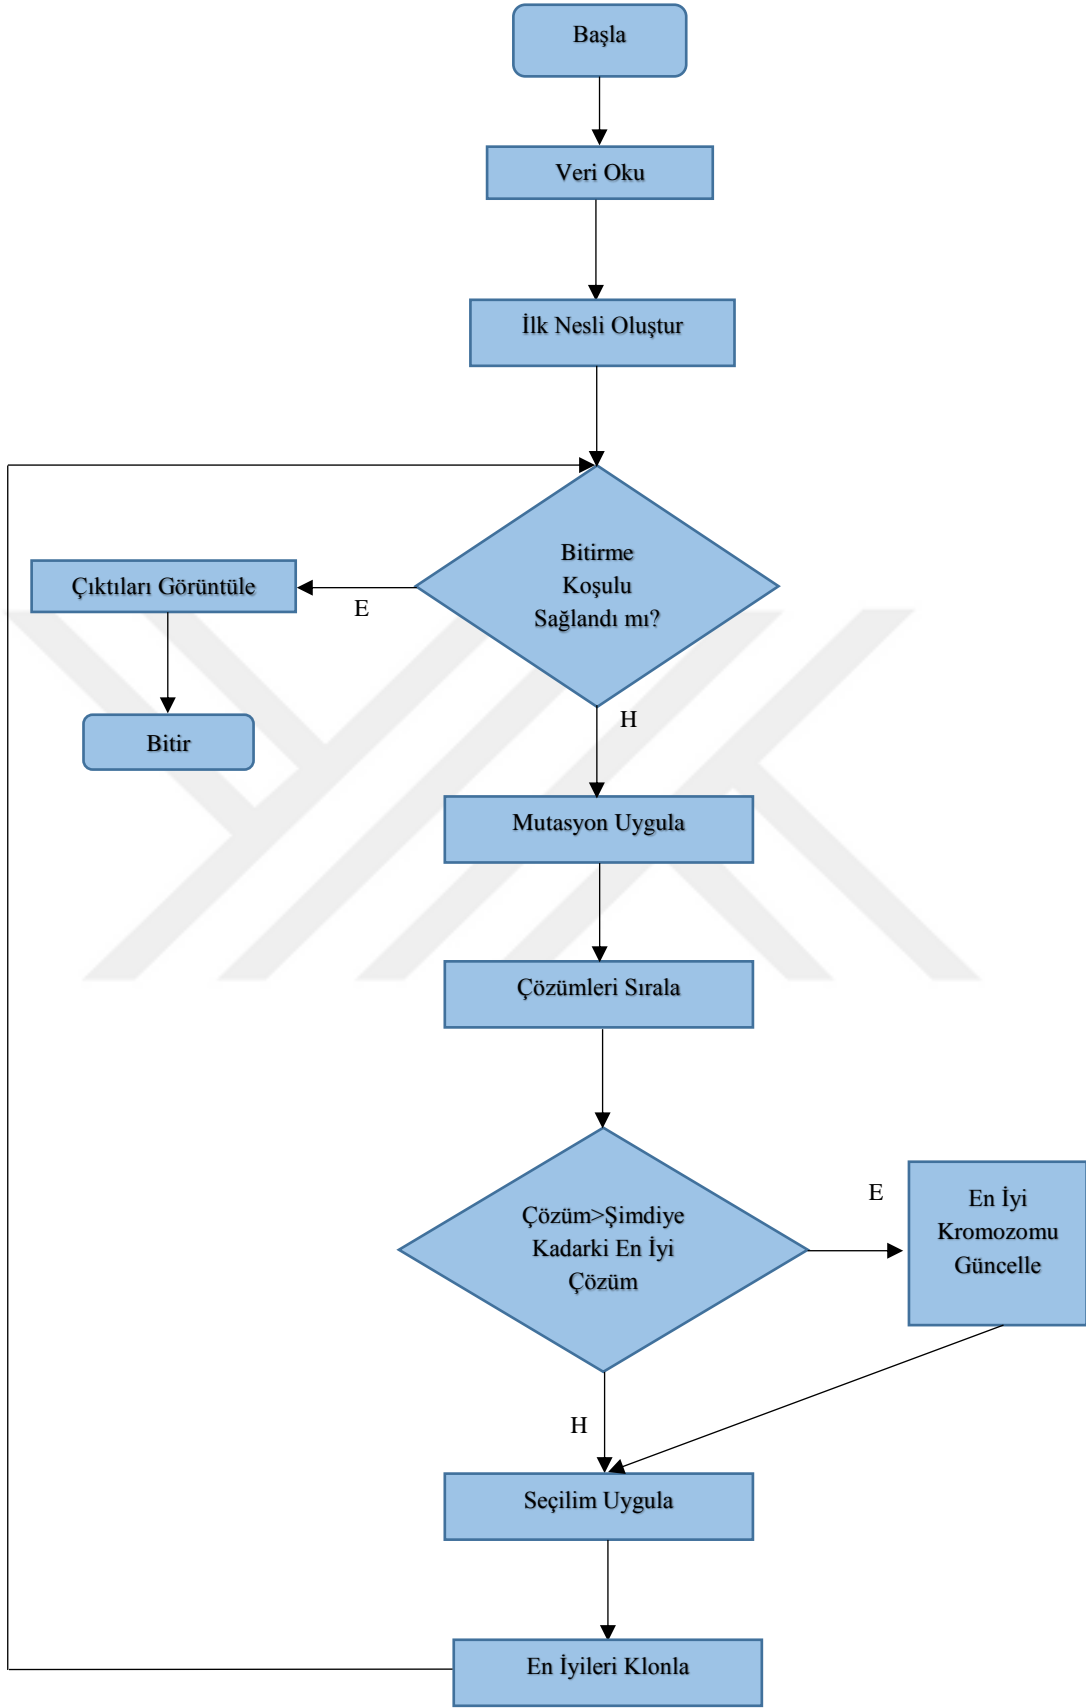 Başla
Veri Oku
İlk Nesli Oluştur
Bitirme
Koşulu
Sağlandı mı?
E
Çıktıları Görüntüle
Bitir
H
Mutasyon Uygula
Çözümleri Sırala
Çözüm>Şimdiye
Kadarki En İyi
Çözüm
E
En İyi
Kromozomu
Güncelle
H
Seçilim Uygula
En İyileri Klonla